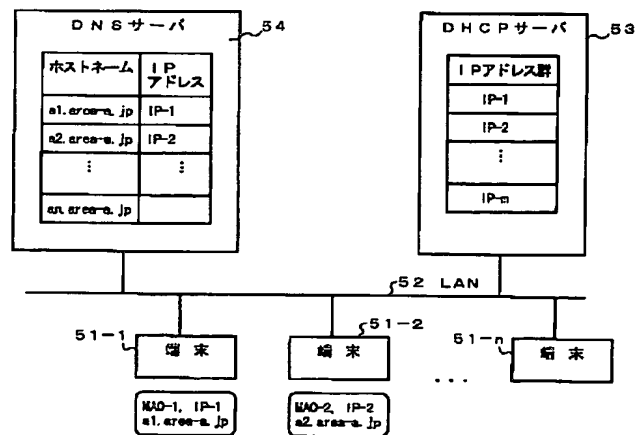 DNSサーバ
54
ホストネーム
IPアドレス
a1.area-a.jp IP-1
a2.area-a.jp IP-2
⋮ ⋮
an.area-a.jp
DHCPサーバ
53
IPアドレス群
IP-1
IP-2
⋮
IP-m
52 LAN
51-1
端末
51-2
端末
51-n
端末
...
MAC-1, IP-1
a1.area-a.jp
MAC-2, IP-2
a2.area-a.jp